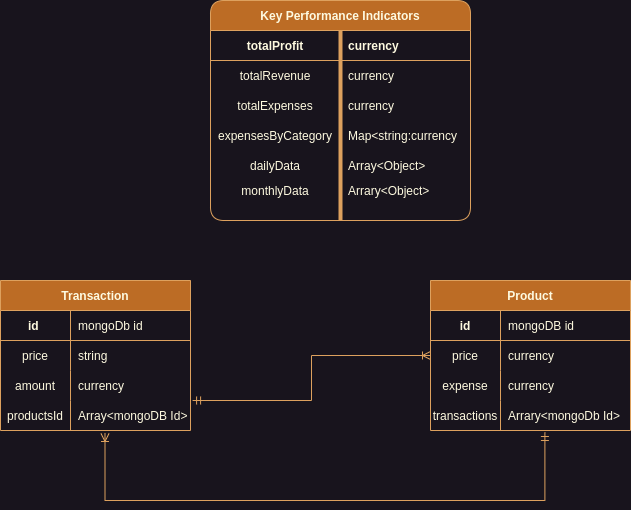 Key Performance Indicators
totalProfit currency
totalRevenue currency
totalExpenses currency
expensesByCategory Map<string:currency
dailyData Array<Object>
monthlyData Arrary<Object>
Transaction
id mongoDb id
price string
amount currency
productsId Array<mongoDB Id>
Product
id mongoDB id
price currency
expense currency
transactions Arrary<mongoDb Id>